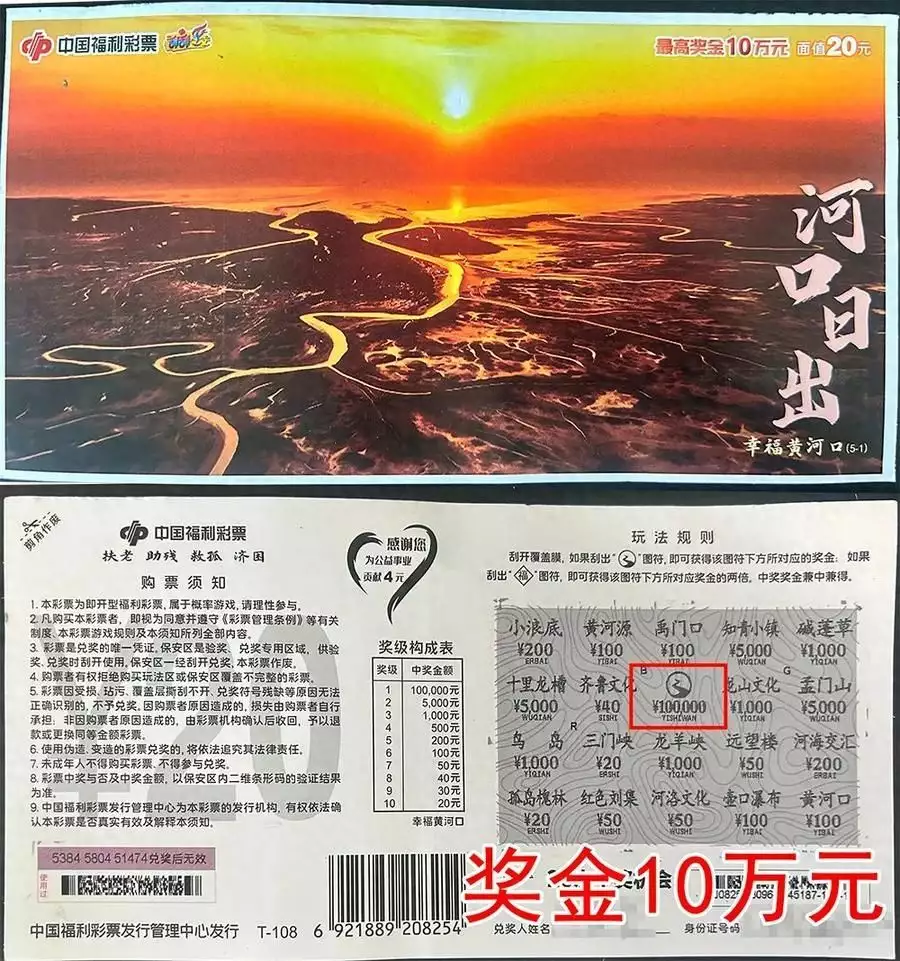 中国福利彩票 刮刮乐
最高奖金10万元 面值20元
河口日出
幸福黄河口(5-1)
剪角作废
中国福利彩票
扶老 助残 救孤 济困
感谢您
为公益事业
贡献4元
购票须知
1. 本彩票为即开型福利彩票,属于概率游戏,请理性参与。
2. 凡购买本彩票者,即视为同意并遵守《彩票管理条例》等有关
制度、本彩票游戏规则及本须知所列全部内容。
3. 彩票是兑奖的唯一凭证,保安区是验奖、兑奖专用区域,供验
奖、兑奖时刮开使用,保安区一经刮开兑奖,本彩票作废。
4. 购票者有权拒绝购买玩法区或保安区覆盖不完整的彩票。
5. 彩票因受损、玷污、覆盖层撕刮不开、兑奖符号残缺等原因无法
正确识别的,不予兑奖,因购票者原因造成的,损失由购票者自行
承担;非因购票者原因造成的,由彩票机构确认后收回,予以退
款或更换同等金额彩票。
6. 使用伪造、变造的彩票兑奖的,将依法追究其法律责任。
7. 未成年人不得购买彩票、不得参与兑奖。
8. 彩票中奖与否及中奖金额,以保安区内二维条形码的验证结果
为准。
9. 中国福利彩票发行管理中心为本彩票的发行机构,有权依法确
认本彩票是否真实有效及解释本须知。
¥20
奖级构成表
奖级 中奖金额
1 100,000元
2 5,000元
3 1,000元
4 500元
5 200元
6 100元
7 50元
8 40元
9 30元
10 20元
幸福黄河口
玩法规则
刮开覆盖膜,如果刮出“ ”图符,即可获得该图符下方所对应的奖金;如果
刮出“福”图符,即可获得该图符下方所对应奖金的两倍。中奖奖金兼中兼得。
小浪底 黄河源 禹门口 知青小镇 碱蓬草
¥200 ¥100 ¥100 ¥5,000 ¥1,000
ERBAI YIBAI YIBAI WUQIAN YIQIAN
B G
十里龙槽 齐鲁文化 龙山文化 孟门山
¥5,000 ¥40 ¥100,000 ¥1,000 ¥5,000
WUQIAN SISHI YISHIWAN YIQIAN WUQIAN
R
鸟岛 三门峡 龙羊峡 远望楼 河海交汇
¥1,000 ¥20 ¥1,000 ¥50 ¥200
YIQIAN ERSHI YIQIAN WUSHI ERBAI
孤岛槐林 红色刘集 河洛文化 壶口瀑布 黄河口
¥20 ¥50 ¥50 ¥100 ¥100
ERSHI WUSHI WUSHI YIBAI YIBAI
奖金10万元
5384 5804 51474兑奖后无效
使用过
中国福利彩票发行管理中心发行 T-108
6 921889 208254
兑奖人姓名 身份证号码